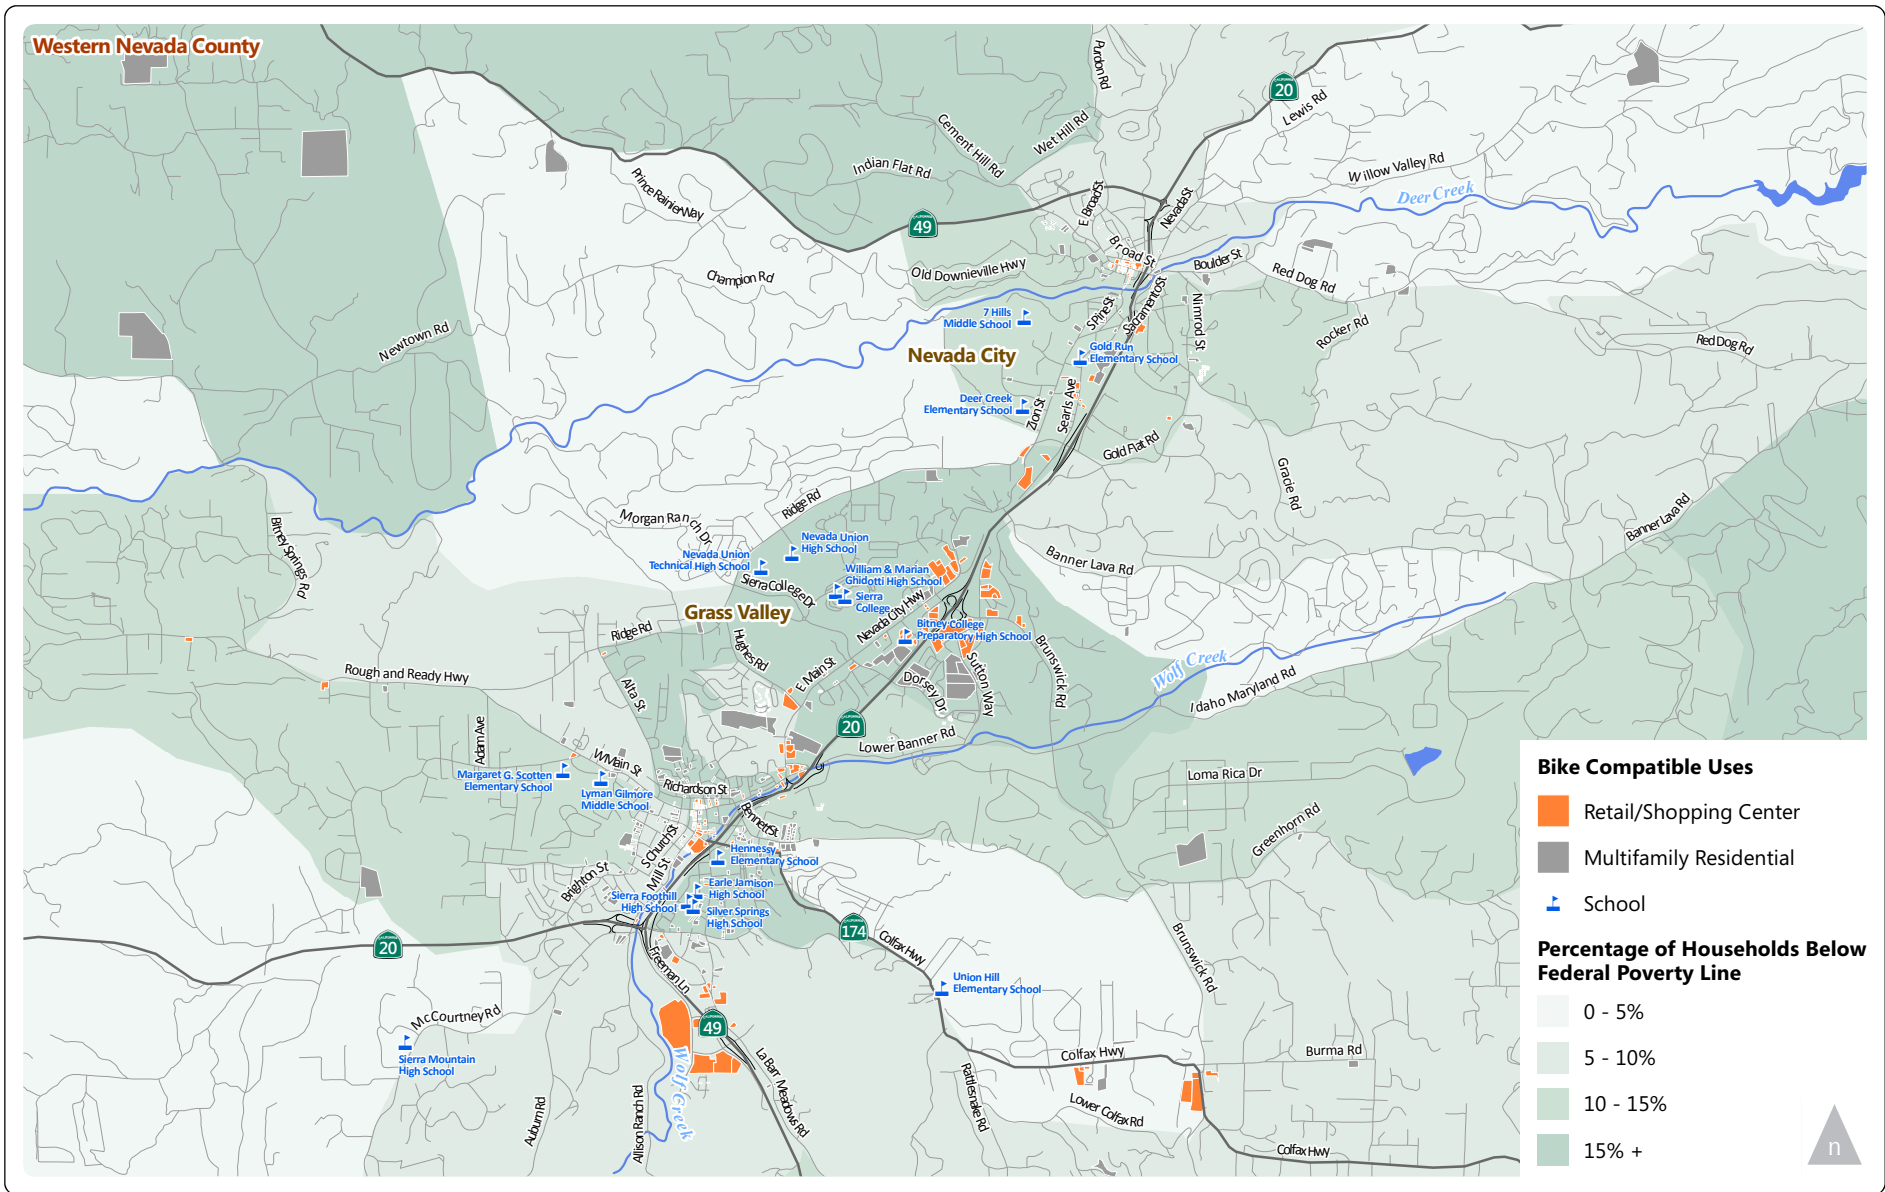 Western Nevada County
Purdon Rd
CALIFORNIA
20
Lewis Rd
Cement Hill Rd
Wet Hill Rd
Indian Flat Rd
Willow Valley Rd
Deer Creek
Prince Rainier Way
E Broad St
Nevada St
CALIFORNIA
49
Broad St
Boulder St
Old Downieville Hwy
Red Dog Rd
Champion Rd
Sacramento St
S Pine St
Nimrod St
7 Hills
Middle School
Newtown Rd
Rocker Rd
Red Dog Rd
Nevada City
Gold Run
Elementary School
Deer Creek
Elementary School
Zion St
Searls Ave
Gold Flat Rd
Gracie Rd
Ridge Rd
Morgan Ranch Dr
Banner Lava Rd
Bitney Springs Rd
Nevada Union
High School
Nevada Union
Technical High School
Banner Lava Rd
William & Marian
Ghidotti High School
Sierra College Dr
Sierra
College
Grass Valley
Nevada City Hwy
Bitney College
Preparatory High School
Ridge Rd
Hughes Rd
Brunswick Rd
Sutton Way
Wolf Creek
Rough and Ready Hwy
E Main St
Dorsey Dr
Alta St
Idaho Maryland Rd
CALIFORNIA
20
Adam Ave
Lower Banner Rd
W Main St
Margaret G. Scotten
Elementary School
Lyman Gilmore
Middle School
Richardson St
Loma Rica Dr
Bennett St
Greenhorn Rd
S Church St
Mill St
Hennessy
Elementary School
Brighton St
Earle Jamison
High School
Sierra Foothill
High School
Silver Springs
High School
CALIFORNIA
20
CALIFORNIA
174
Colfax Hwy
Freeman Ln
Brunswick Rd
Union Hill
Elementary School
McCourtney Rd
CALIFORNIA
49
Sierra Mountain
High School
Wolf Creek
La Barr Meadows Rd
Colfax Hwy
Burma Rd
Rattlesnake Rd
Auburn Rd
Allison Ranch Rd
Lower Colfax Rd
Colfax Hwy
Bike Compatible Uses
Retail/Shopping Center
Multifamily Residential
School
Percentage of Households Below
Federal Poverty Line
0 - 5%
5 - 10%
10 - 15%
15% +
n